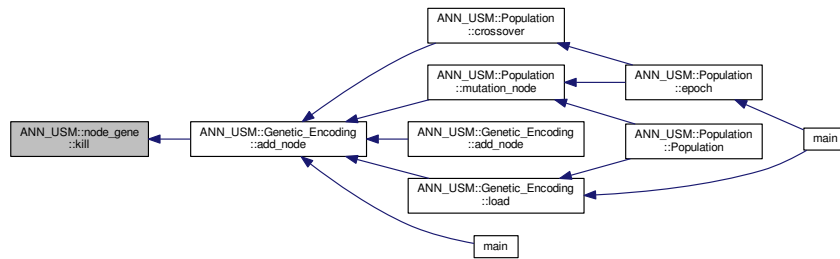 ANN_USM::node_gene
::kill
ANN_USM::Genetic_Encoding
::add_node
ANN_USM::Population
::crossover
ANN_USM::Population
::mutation_node
ANN_USM::Genetic_Encoding
::add_node
ANN_USM::Genetic_Encoding
::load
main
ANN_USM::Population
::epoch
ANN_USM::Population
::Population
main